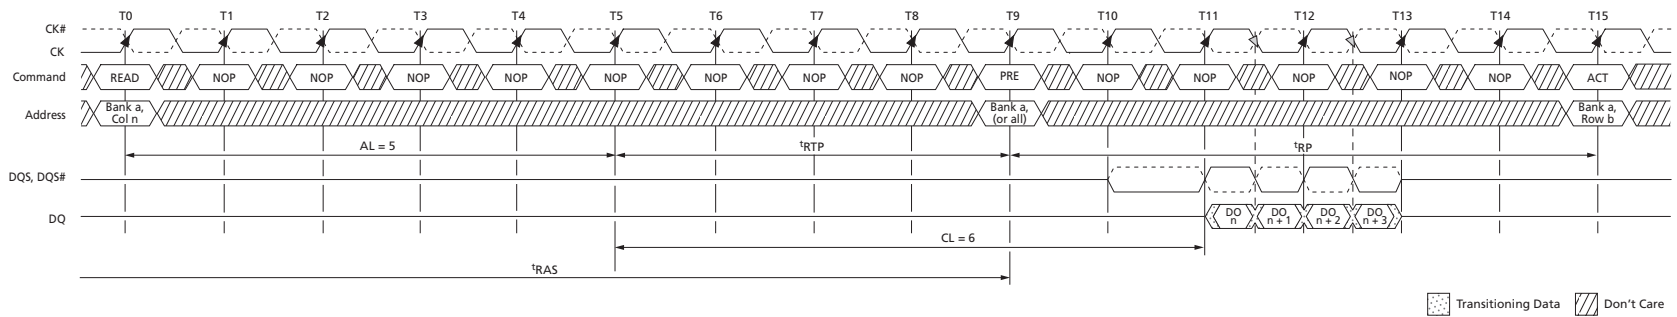 T0 T1 T2 T3 T4 T5 T6 T7 T8 T9 T10 T11 T12 T13 T14 T15
CK#
CK
Command READ NOP NOP NOP NOP NOP NOP NOP NOP PRE NOP NOP NOP NOP NOP ACT
Address Bank a, Col n Bank a, (or all) Bank a, Row b
AL = 5 tRTP tRP
DQS, DQS#
DQ DO n DO n + 1 DO n + 2 DO n + 3
CL = 6
tRAS
Transitioning Data Don't Care